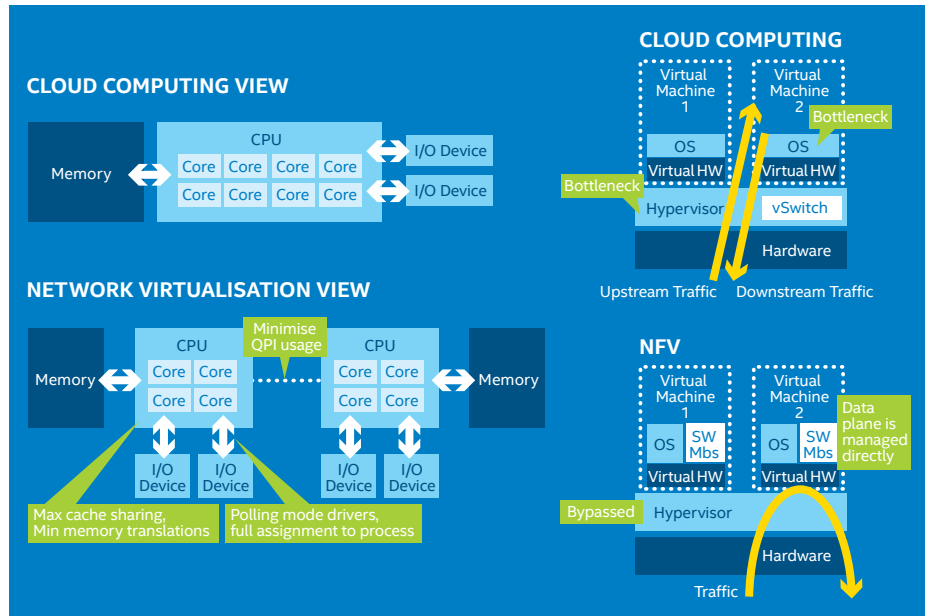 CLOUD COMPUTING VIEW
Memory
CPU
Core Core Core Core
Core Core Core Core
I/O Device
I/O Device
NETWORK VIRTUALISATION VIEW
Minimise
QPI usage
Memory
CPU
Core Core
Core Core
I/O
Device
I/O
Device
CPU
Core Core
Core Core
I/O
Device
I/O
Device
Memory
Max cache sharing,
Min memory translations
Polling mode drivers,
full assignment to process
CLOUD COMPUTING
Virtual
Machine
1
OS
Virtual HW
Virtual
Machine
2
Bottleneck
OS
Virtual HW
Bottleneck
Hypervisor
vSwitch
Hardware
Upstream Traffic
Downstream Traffic
NFV
Virtual
Machine
1
OS
SW
Mbs
Virtual HW
Virtual
Machine
2
OS
SW
Mbs
Virtual HW
Data
plane is
managed
directly
Bypassed
Hypervisor
Hardware
Traffic